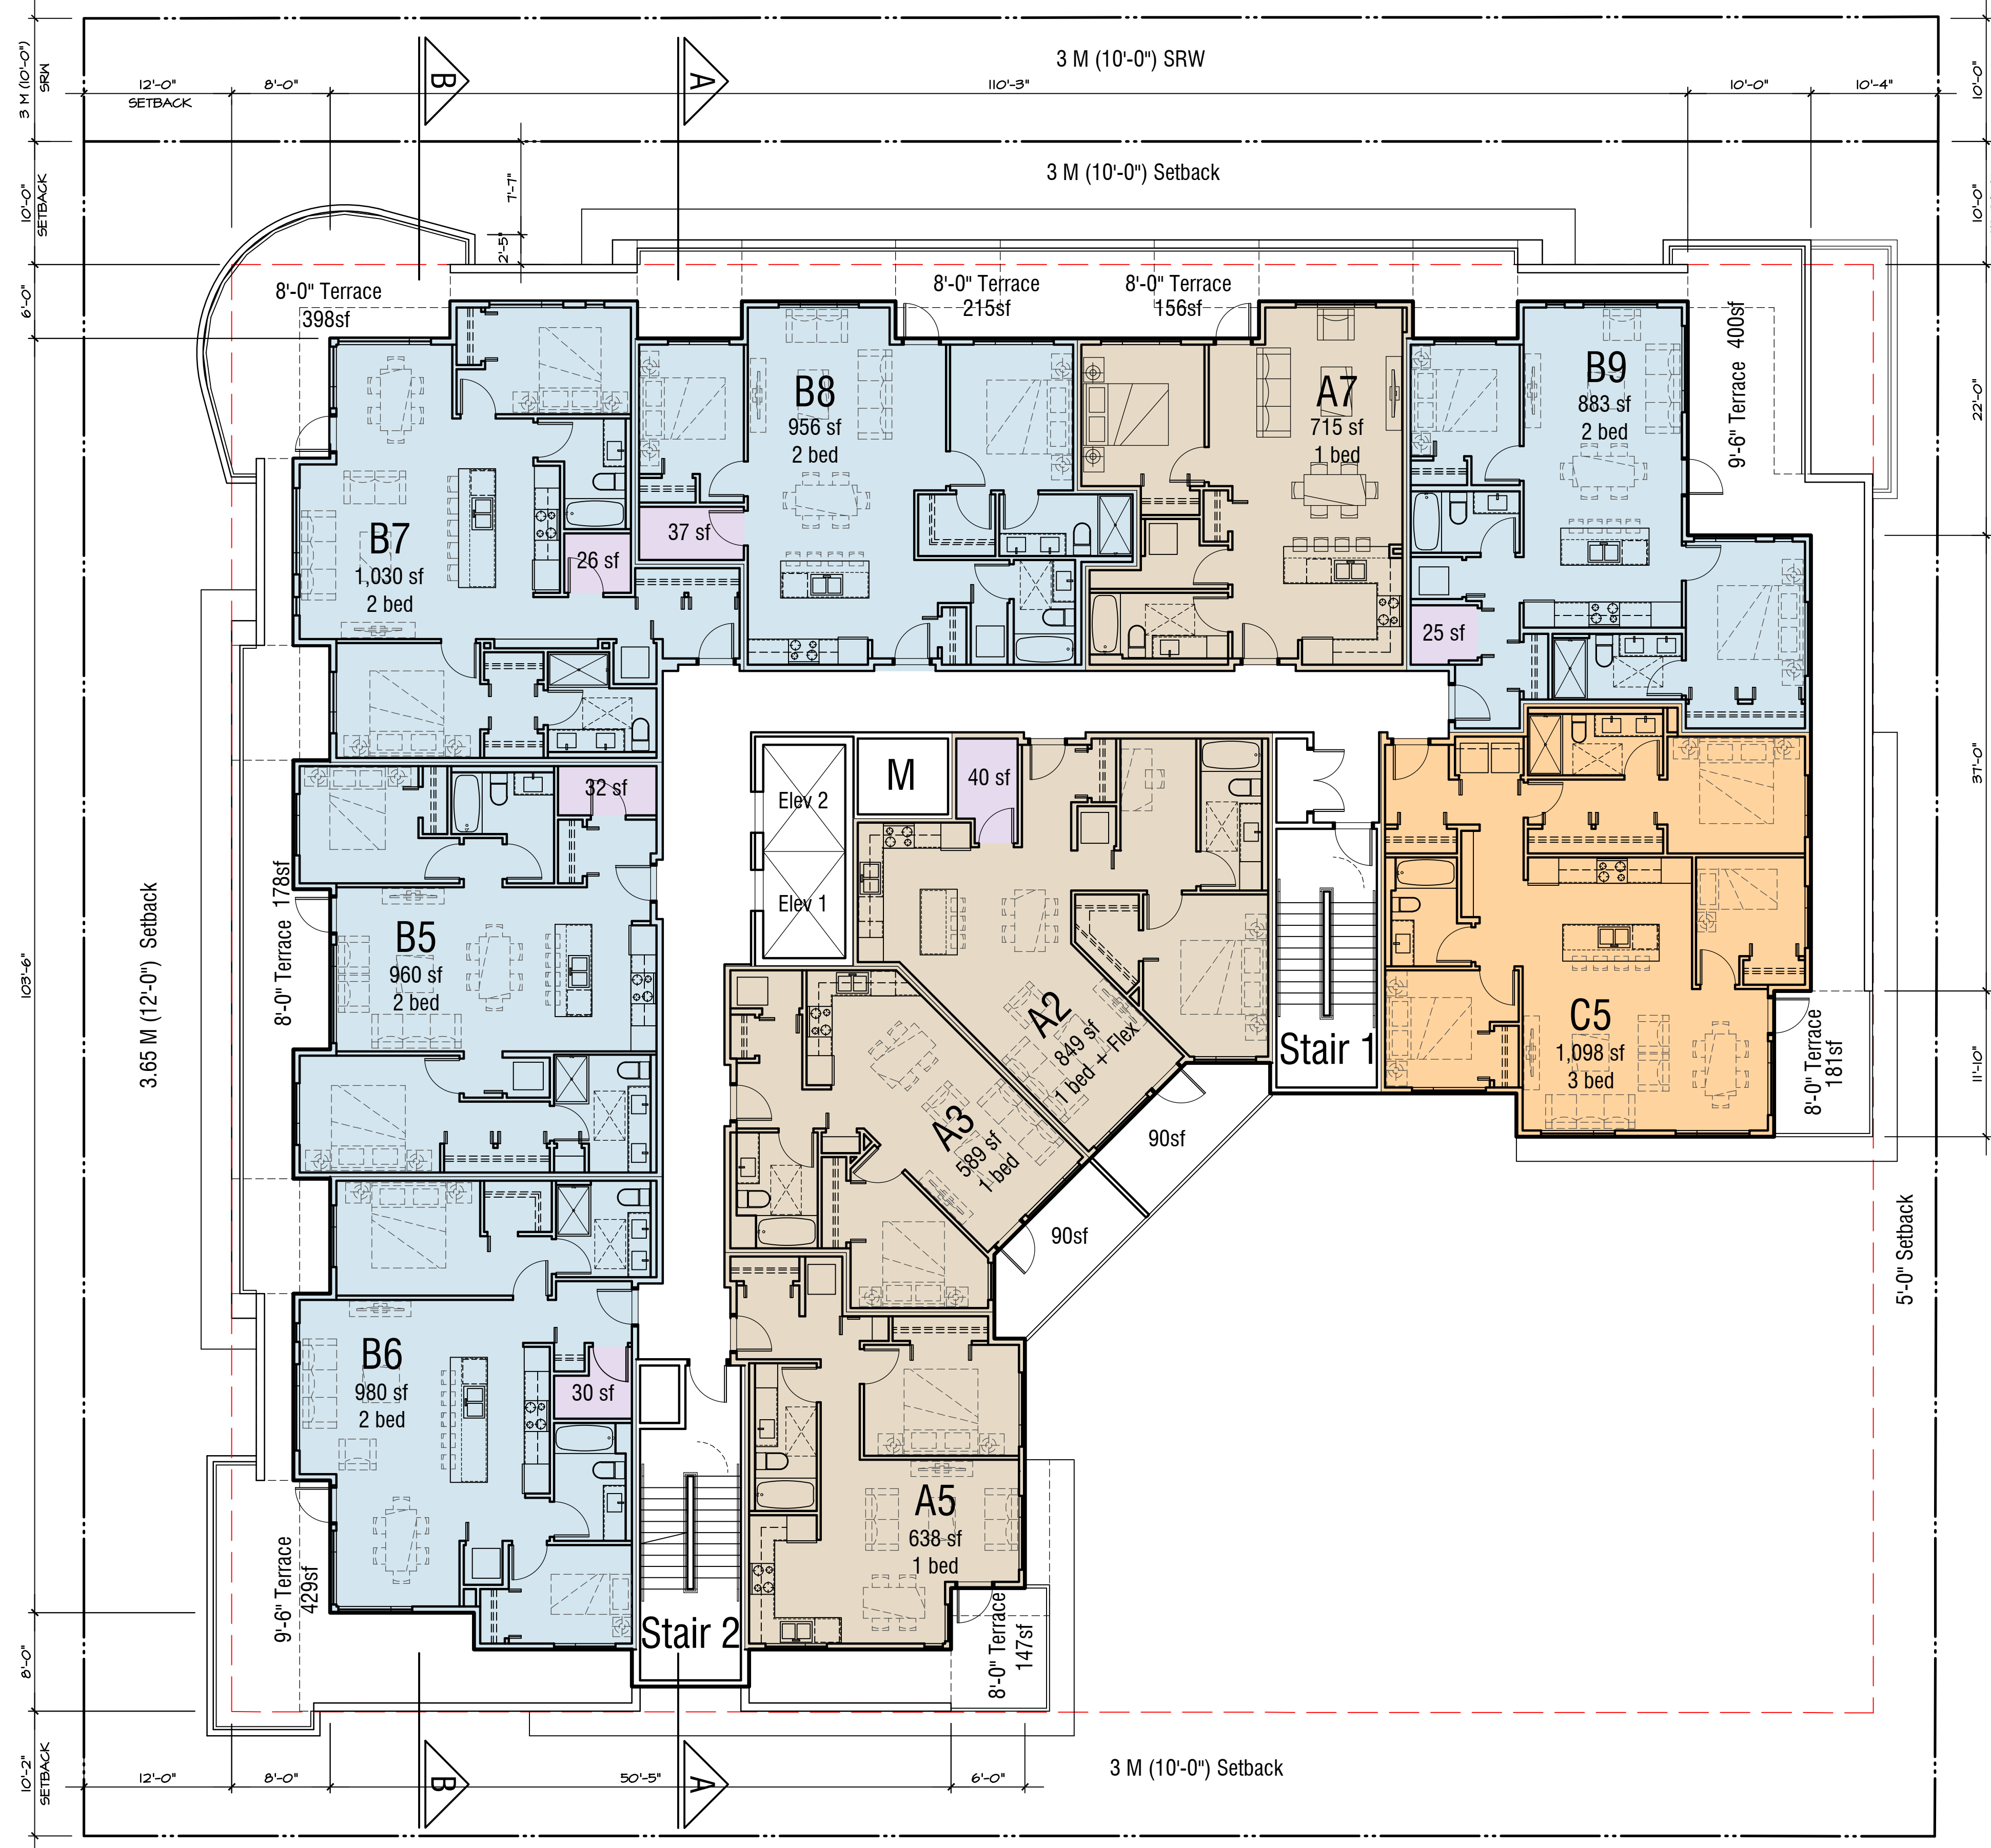 3 M (10'-0") SRW
3 M (10'-0")
SRW
12'-0"
SETBACK
8'-0"
B
A
110'-3"
10'-0"
10'-4"
10'-0"
3 M (10'-0") Setback
10'-0"
SETBACK
7'-7"
2'-5"
10'-0"
6'-0"
8'-0" Terrace
398sf
8'-0" Terrace
215sf
8'-0" Terrace
156sf
9'-6" Terrace 400sf
22'-0"
B8
956 sf
2 bed
A7
715 sf
1 bed
B9
883 sf
2 bed
B7
1,030 sf
2 bed
37 sf
26 sf
25 sf
32 sf
Elev 2
M
40 sf
37'-0"
Elev 1
3.65 M (12'-0") Setback
103'-6"
8'-0" Terrace 178sf
B5
960 sf
2 bed
A2
849 sf
1 bed + Flex
Stair 1
C5
1,098 sf
3 bed
8'-0" Terrace
181sf
11'-10"
A3
589 sf
1 bed
90sf
90sf
5'-0" Setback
B6
980 sf
2 bed
30 sf
A5
638 sf
1 bed
9'-6" Terrace
429sf
Stair 2
8'-0" Terrace
147sf
8'-0"
10'-2"
SETBACK
12'-0"
8'-0"
B
50'-5"
A
6'-0"
3 M (10'-0") Setback